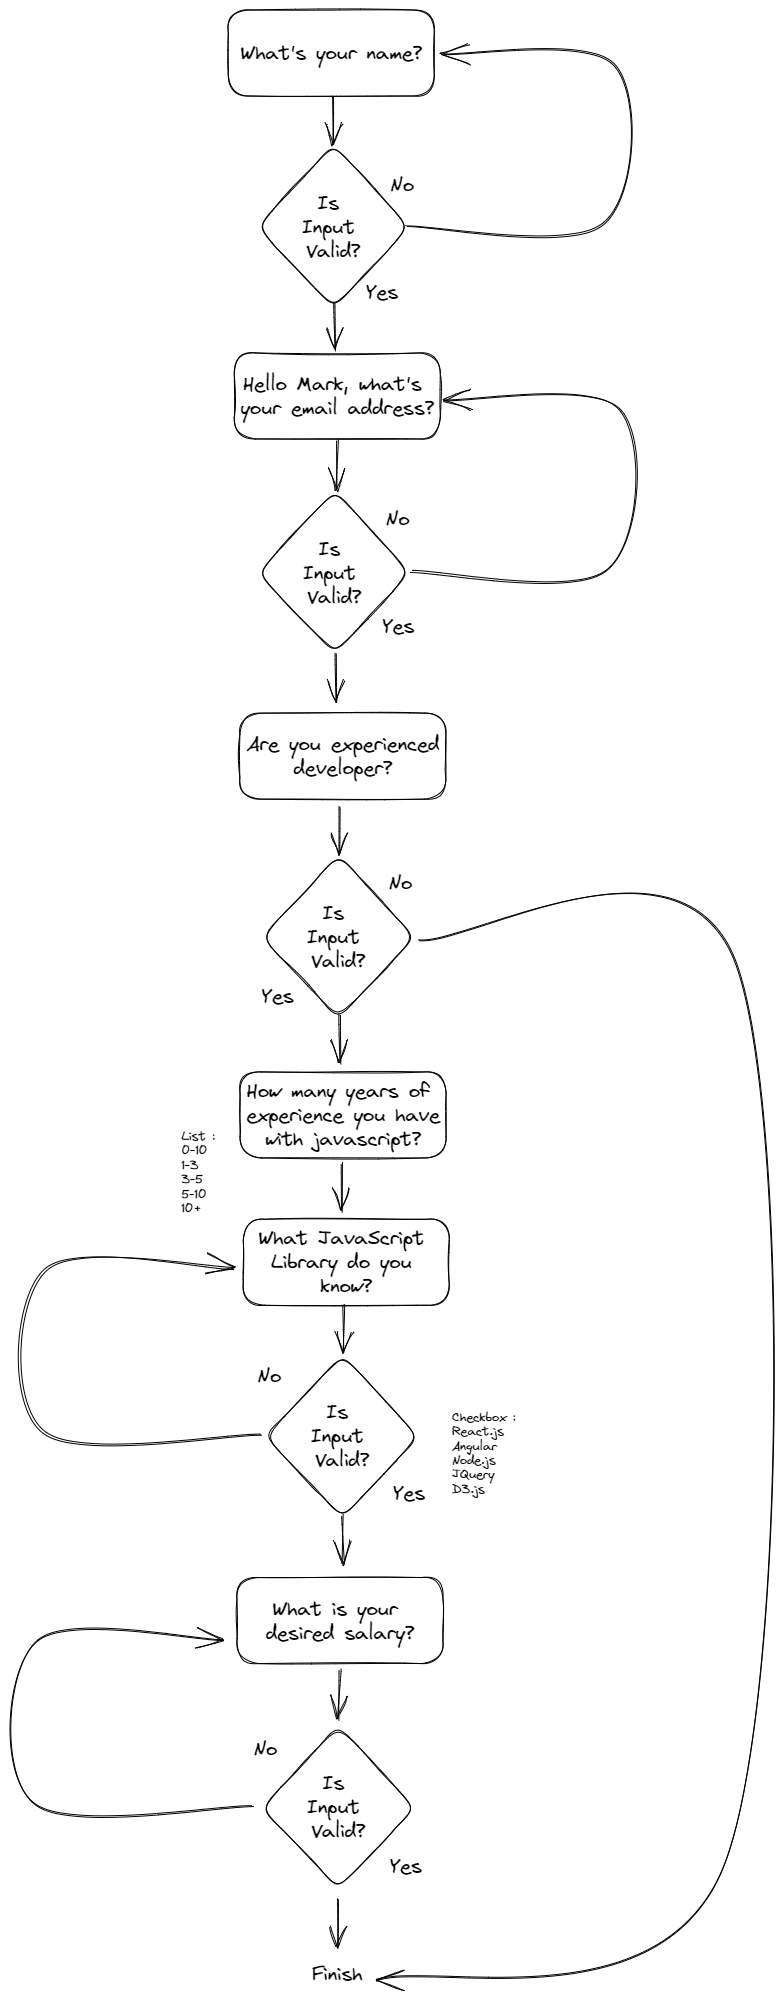 What's your name?
No
Is
Input
Valid?
Yes
Hello Mark, what's
your email address?
No
Is
Input
Valid?
Yes
Are you experienced
developer?
No
Is
Input
Valid?
Yes
How many years of
experience you have
with javascript?
List :
0-10
1-3
3-5
5-10
10+
What JavaScript
Library do you
know?
No
Is
Input
Valid?
Yes
Checkbox :
React.js
Angular
Node.js
JQuery
D3.js
What is your
desired salary?
No
Is
Input
Valid?
Yes
Finish